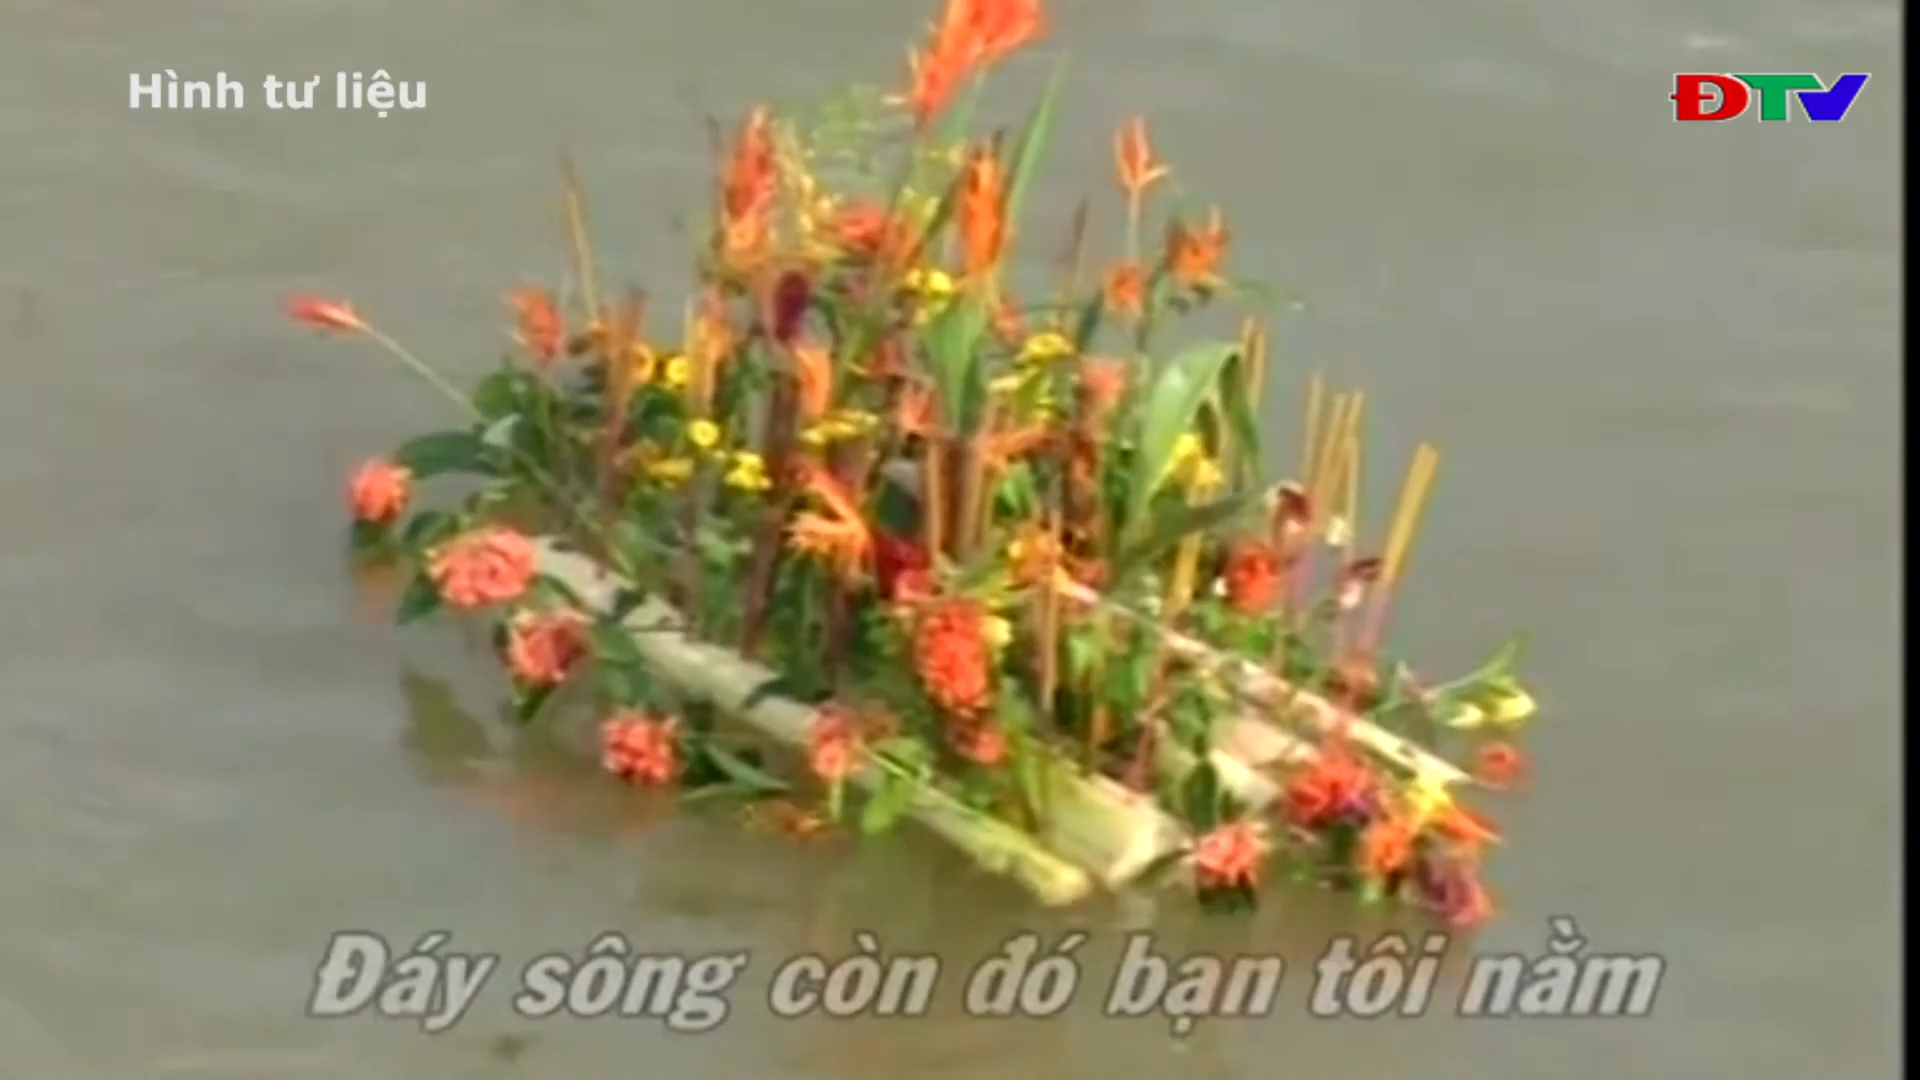 Hình tư liệu
ĐTV
Đáy sông còn đó bạn tôi nằm